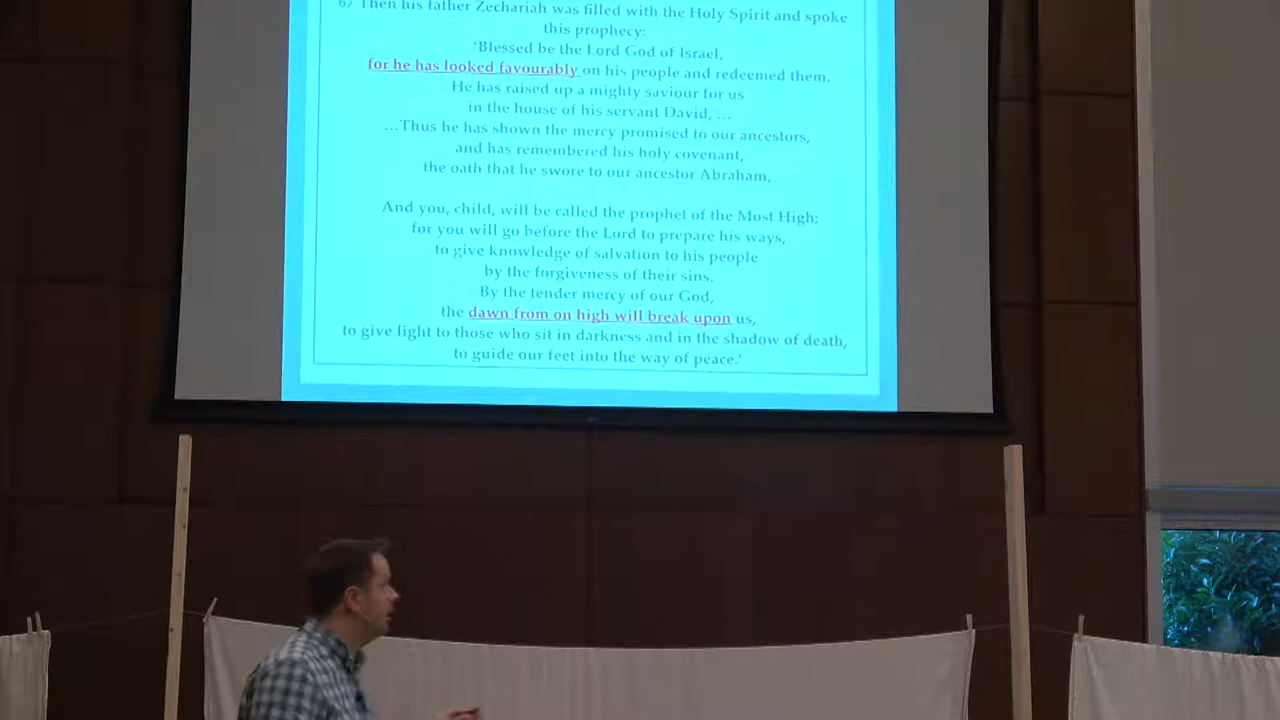 67 Then his father Zechariah was filled with the Holy Spirit and spoke
this prophecy:
‘Blessed be the Lord God of Israel,
for he has looked favourably on his people and redeemed them.
He has raised up a mighty saviour for us
in the house of his servant David, …
…Thus he has shown the mercy promised to our ancestors,
and has remembered his holy covenant,
the oath that he swore to our ancestor Abraham,
And you, child, will be called the prophet of the Most High;
for you will go before the Lord to prepare his ways,
to give knowledge of salvation to his people
by the forgiveness of their sins.
By the tender mercy of our God,
the dawn from on high will break upon us,
to give light to those who sit in darkness and in the shadow of death,
to guide our feet into the way of peace.’